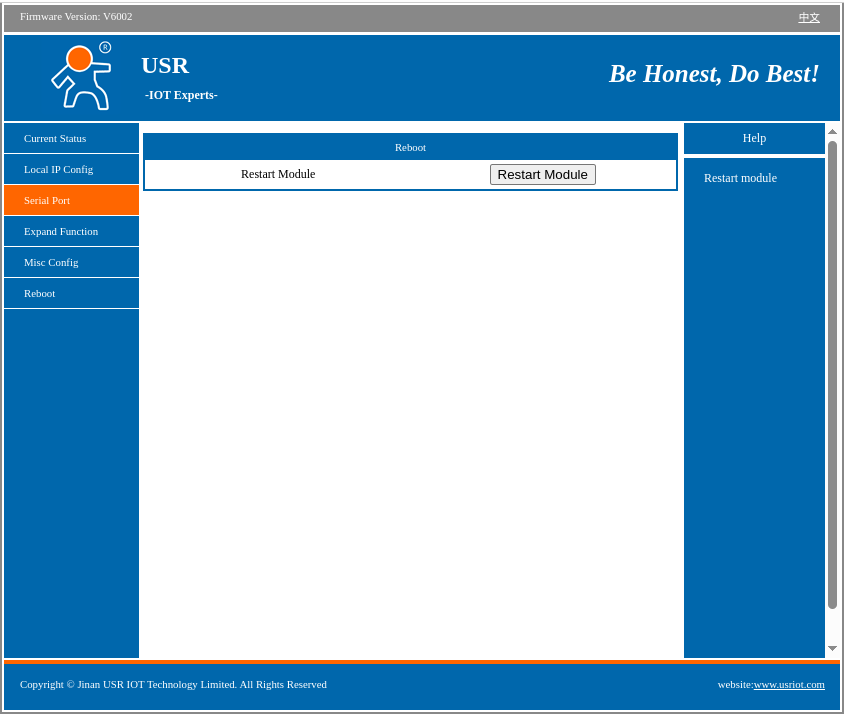 Firmware Version: V6002
中文
®
USR
-IOT Experts-
Be Honest, Do Best!
Current Status
Local IP Config
Serial Port
Expand Function
Misc Config
Reboot
Reboot
Restart Module
Restart Module
Help
Restart module
Copyright © Jinan USR IOT Technology Limited. All Rights Reserved
website:www.usriot.com